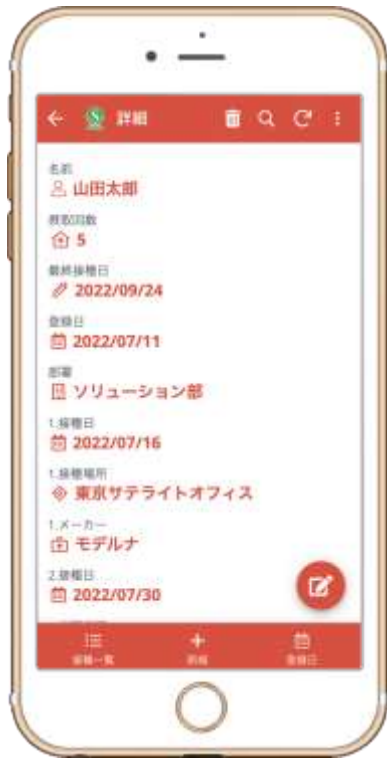 詳細
名前
山田太郎
摂取回数
5
最終接種日
2022/09/24
登録日
2022/07/11
部署
ソリューション部
1.接種日
2022/07/16
1.接種場所
東京サテライトオフィス
1.メーカー
モデルナ
2.接種日
2022/07/30
接種一覧
新規
登録日